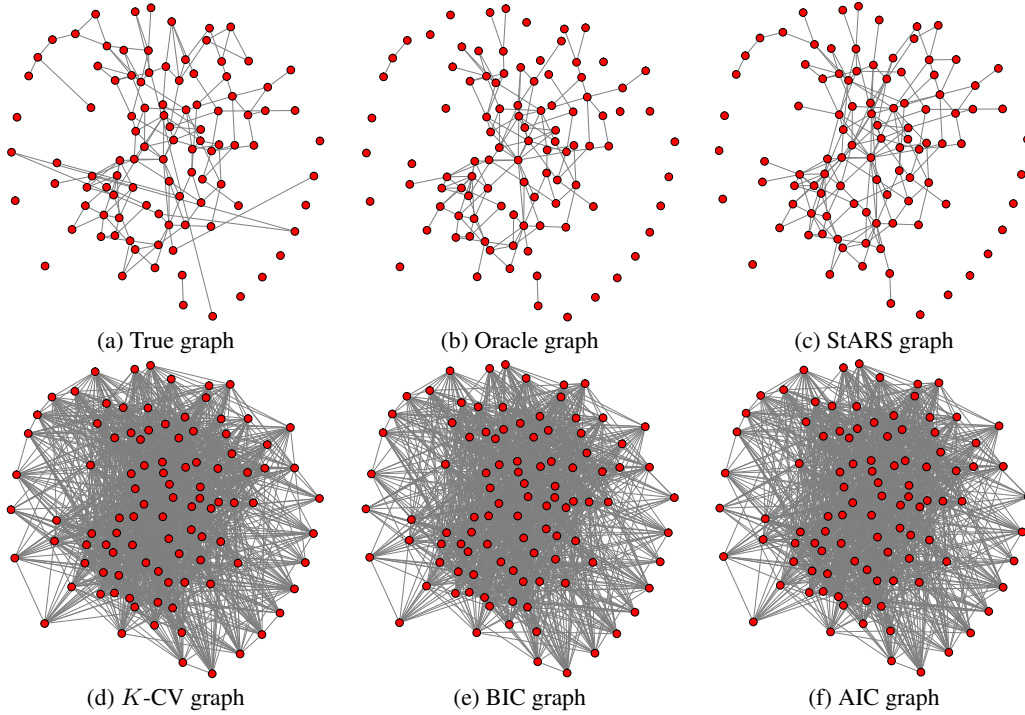 (a) True graph
(b) Oracle graph
(c) StARS graph
(d) K-CV graph
(e) BIC graph
(f) AIC graph